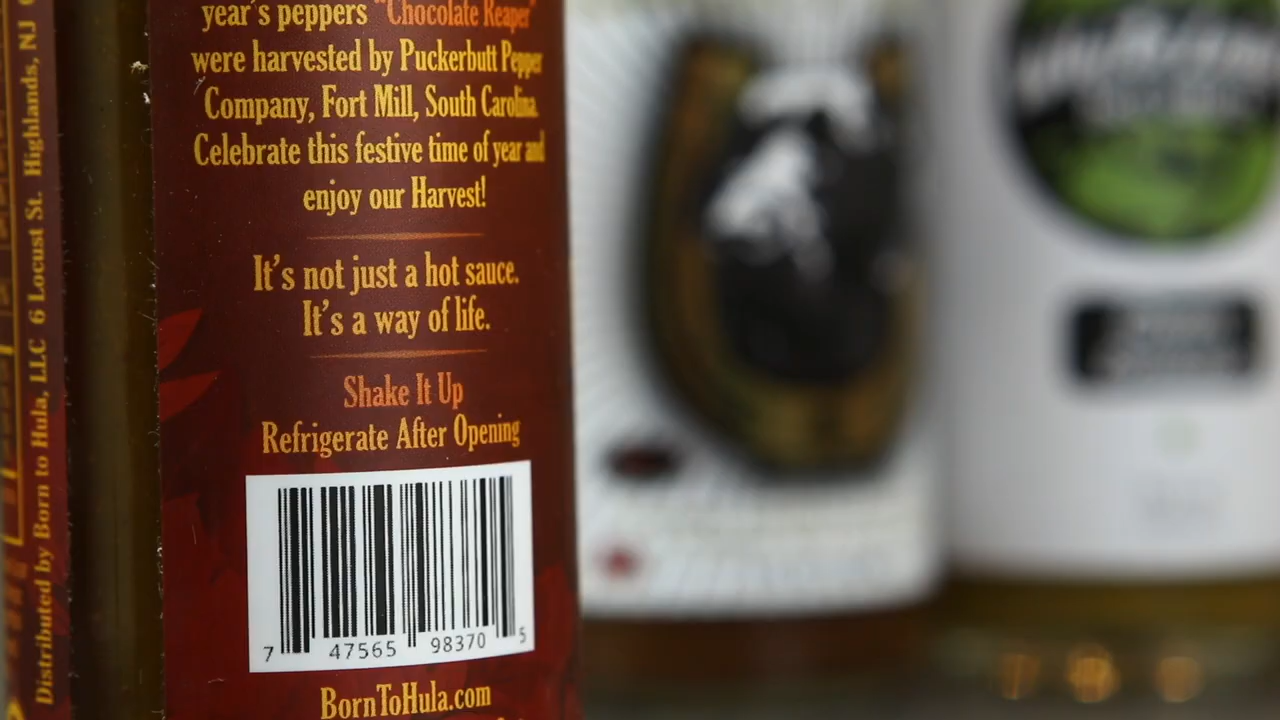 Distributed by Born to Hula, LLC 6 Locust St. Highlands, NJ
year's peppers "Chocolate Reaper"
were harvested by Puckerbutt Pepper
Company, Fort Mill, South Carolina.
Celebrate this festive time of year and
enjoy our Harvest!
It's not just a hot sauce.
It's a way of life.
Shake It Up
Refrigerate After Opening
7 47565 98370 5
BornToHula.com